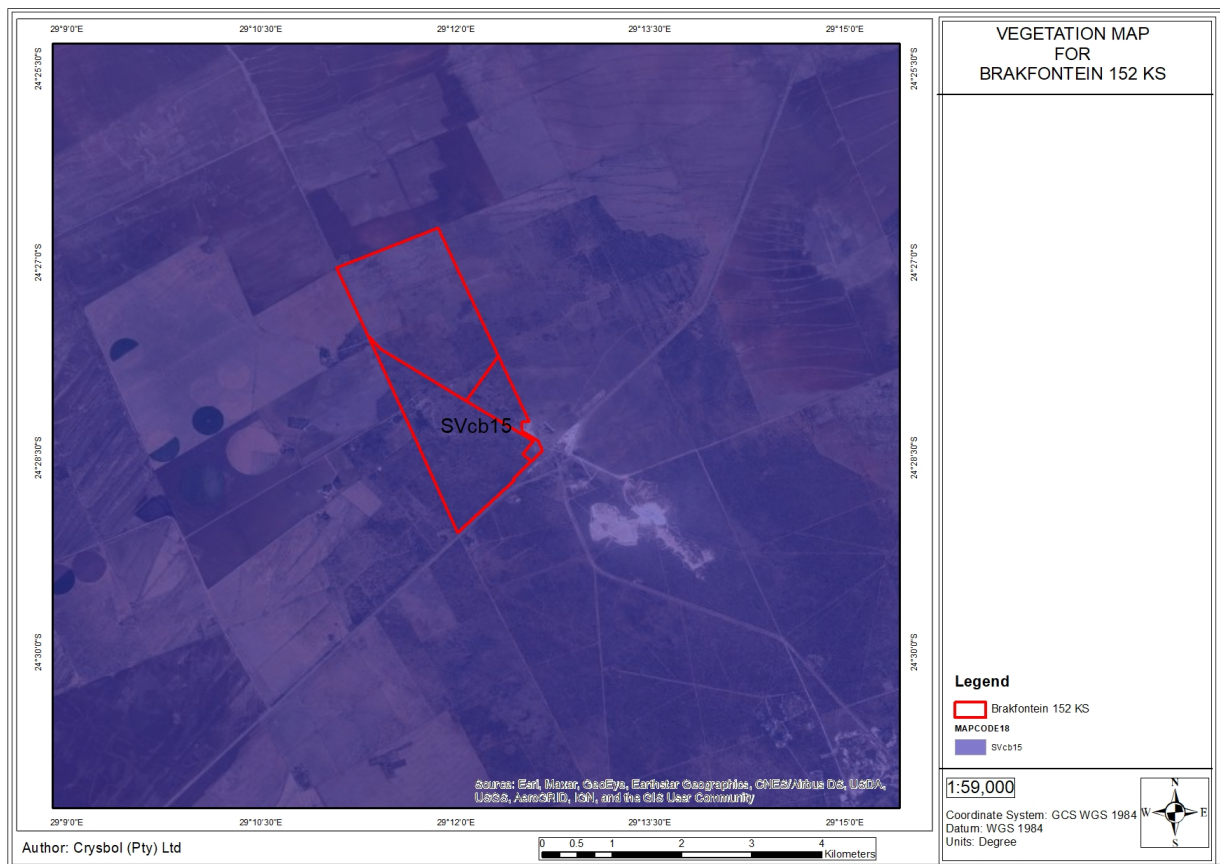 29°9'0"E 29°10'30"E 29°12'0"E 29°13'30"E 29°15'0"E
VEGETATION MAP
FOR
BRAKFONTEIN 152 KS
24°25'30"S 24°25'30"S
24°27'0"S 24°27'0"S
SVcb15
24°28'30"S 24°28'30"S
24°30'0"S 24°30'0"S
Legend
Brakfontein 152 KS
MAPCODE18
SVcb15
Source: Esri, Maxar, GeoEye, Earthstar Geographics, CNES/Airbus DS, USDA,
USGS, AeroGRID, IGN, and the GIS User Community
29°9'0"E 29°10'30"E 29°12'0"E 29°13'30"E 29°15'0"E
1:59,000
Coordinate System: GCS WGS 1984
Datum: WGS 1984
Units: Degree
N
W E
S
Author: Crysbol (Pty) Ltd
0 0.5 1 2 3 4
Kilometers